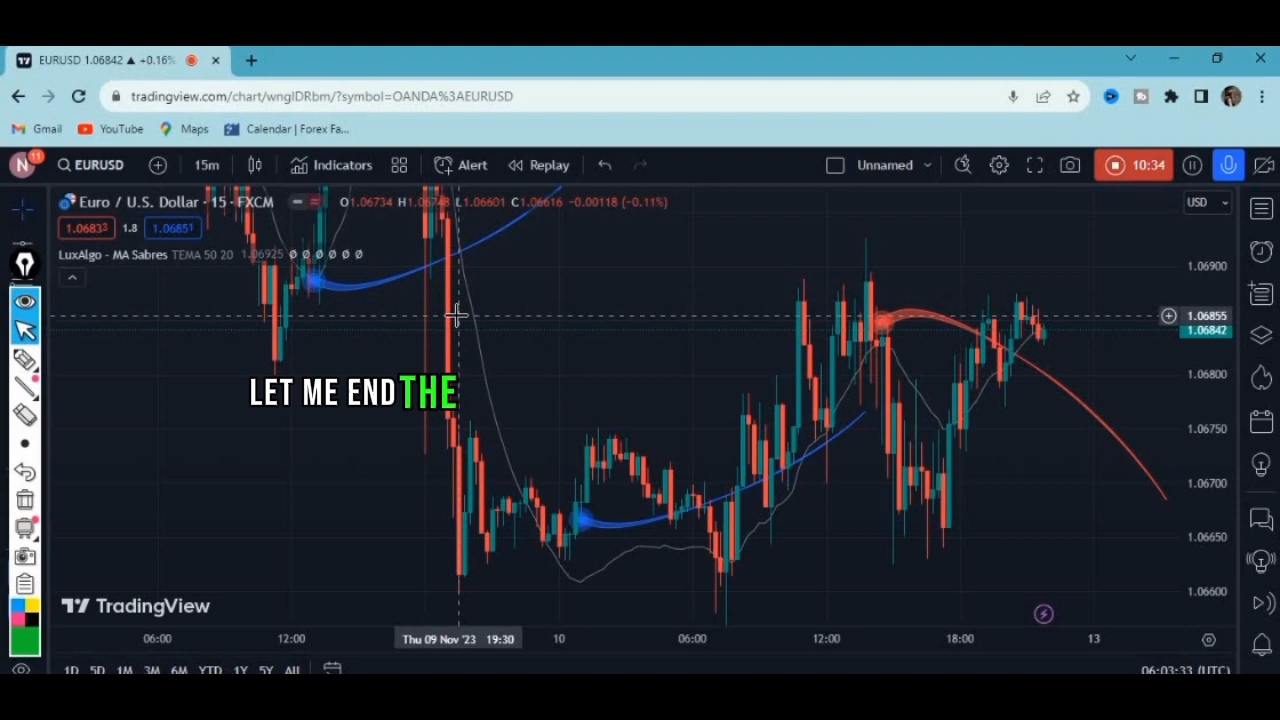 EURUSD 1.06842 ▲ +0.16%
tradingview.com/chart/wngIDRbm/?symbol=OANDA%3AEURUSD
Gmail YouTube Maps Calendar | Forex Fa...
N 11 EURUSD 15m Indicators Alert Replay Unnamed 10:34
Euro / U.S. Dollar · 15 · FXCM O1.06734 H1.06748 L1.06601 C1.06616 -0.00118 (-0.11%) USD
1.06833 1.8 1.06851
LuxAlgo - MA Sabres TEMA 50 20 1.06925 Ø Ø Ø Ø Ø Ø
1.06900
1.06855
1.06842
1.06800
LET ME END THE
1.06750
1.06700
1.06650
1.06600
TradingView
06:00 12:00 Thu 09 Nov '23 19:30 10 06:00 12:00 18:00 13
1D 5D 1M 3M 6M YTD 1Y 5Y All 06:03:33 (UTC)